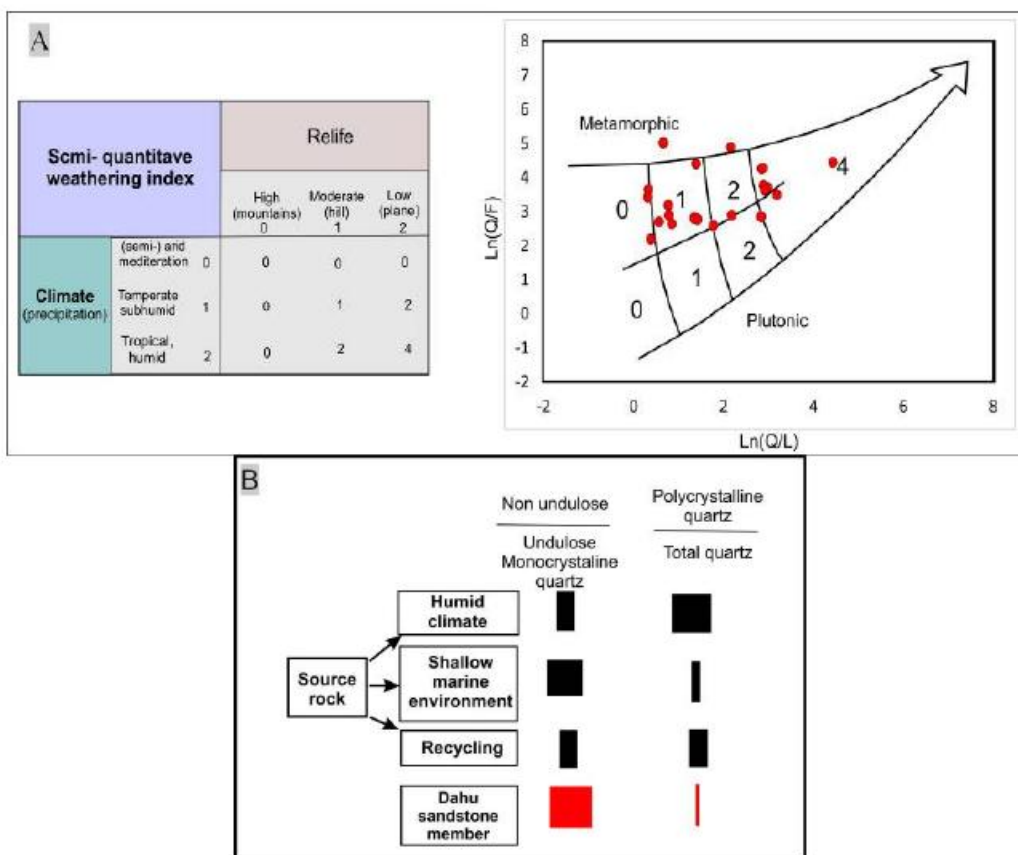 A
Semi- quantitave
weathering index
Relife
High
(mountains)
0
Moderate
(hill)
1
Low
(plane)
2
Climate
(precipitation)
(semi-) arid
mediteration
0
0
0
0
Temperate
subhumid
1
0
1
2
Tropical,
humid
2
0
2
4
8
7
6
5
4
3
2
1
0
-1
-2
Ln(Q/F)
Metamorphic
0
1
2
4
0
1
2
Plutonic
-2
0
2
4
6
8
Ln(Q/L)
B
Non undulose
Undulose
Monocrystaline
quartz
Polycrystalline
quartz
Total quartz
Source
rock
Humid
climate
Shallow
marine
environment
Recycling
Dahu
sandstone
member